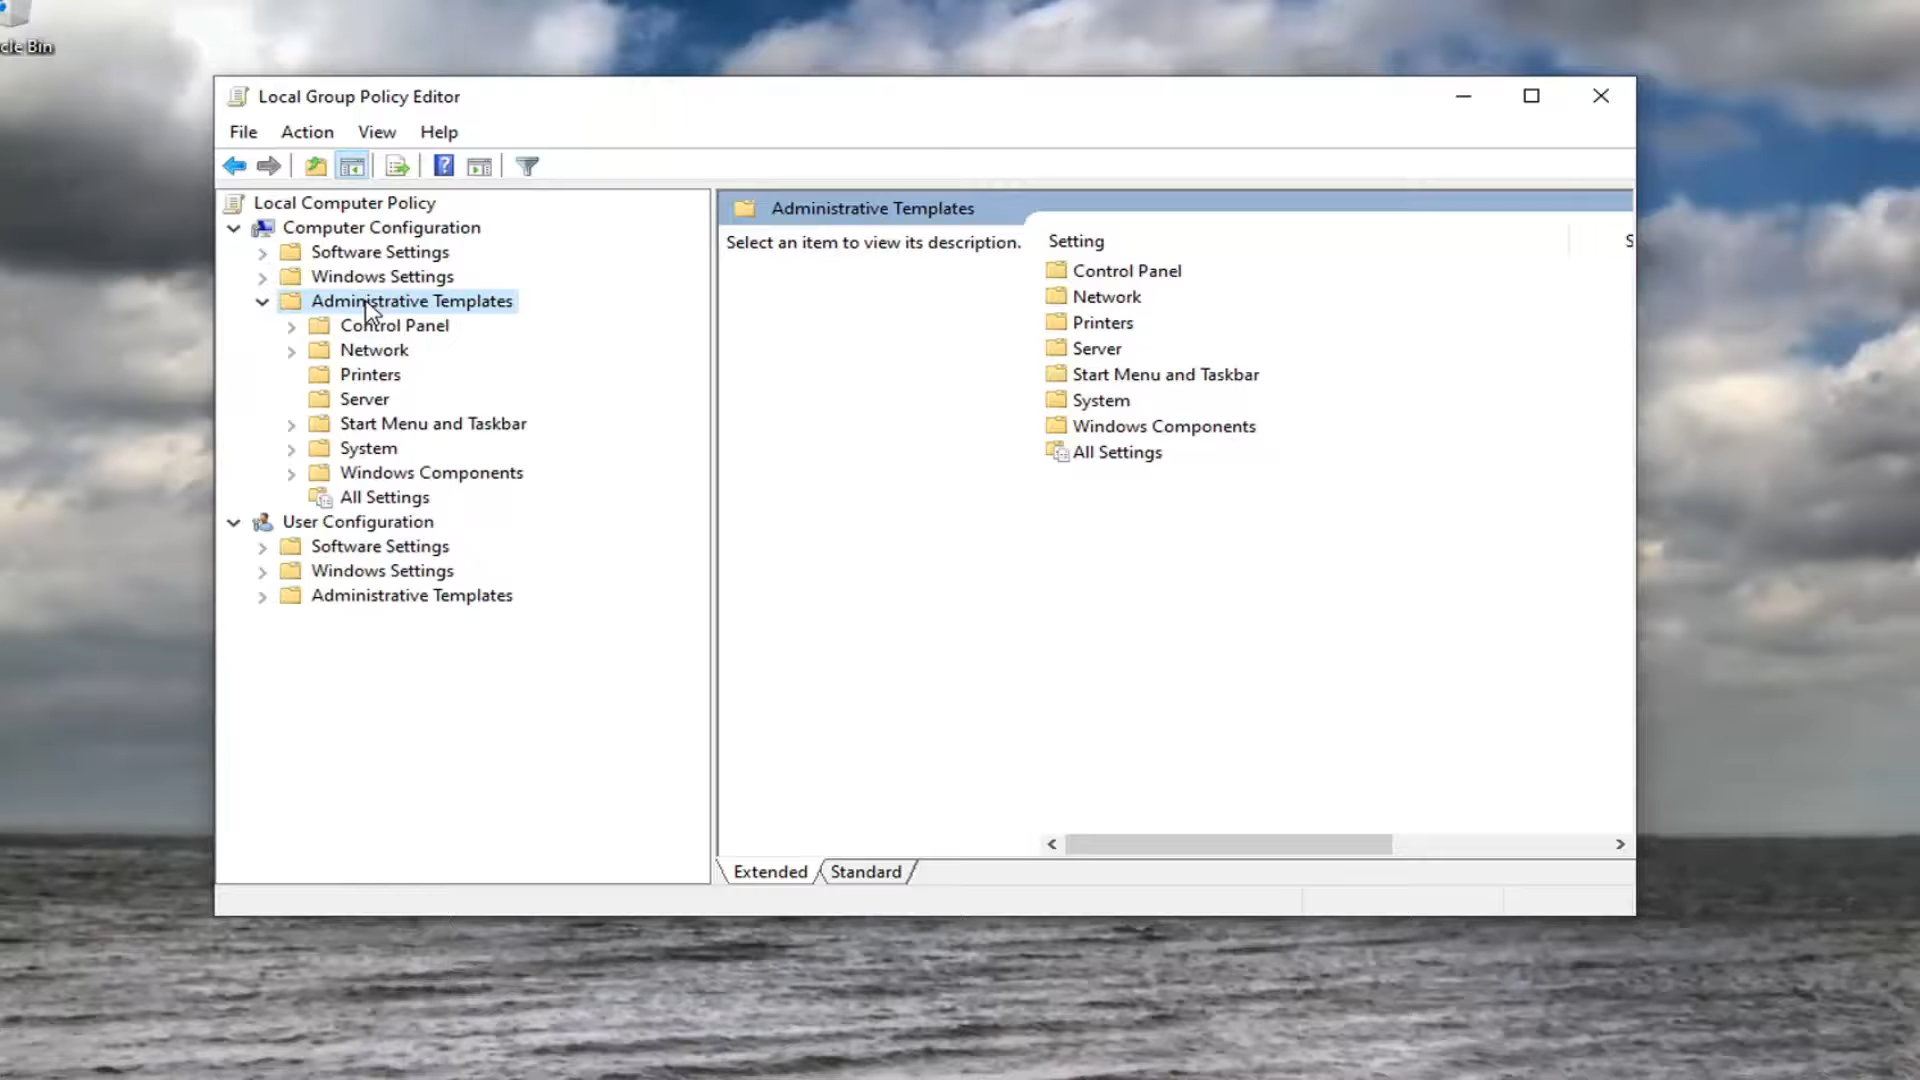 cle Bin
Local Group Policy Editor
File Action View Help
Local Computer Policy
Computer Configuration
Software Settings
Windows Settings
Administrative Templates
Control Panel
Network
Printers
Server
Start Menu and Taskbar
System
Windows Components
All Settings
User Configuration
Software Settings
Windows Settings
Administrative Templates
Administrative Templates
Select an item to view its description.
Setting S
Control Panel
Network
Printers
Server
Start Menu and Taskbar
System
Windows Components
All Settings
Extended Standard